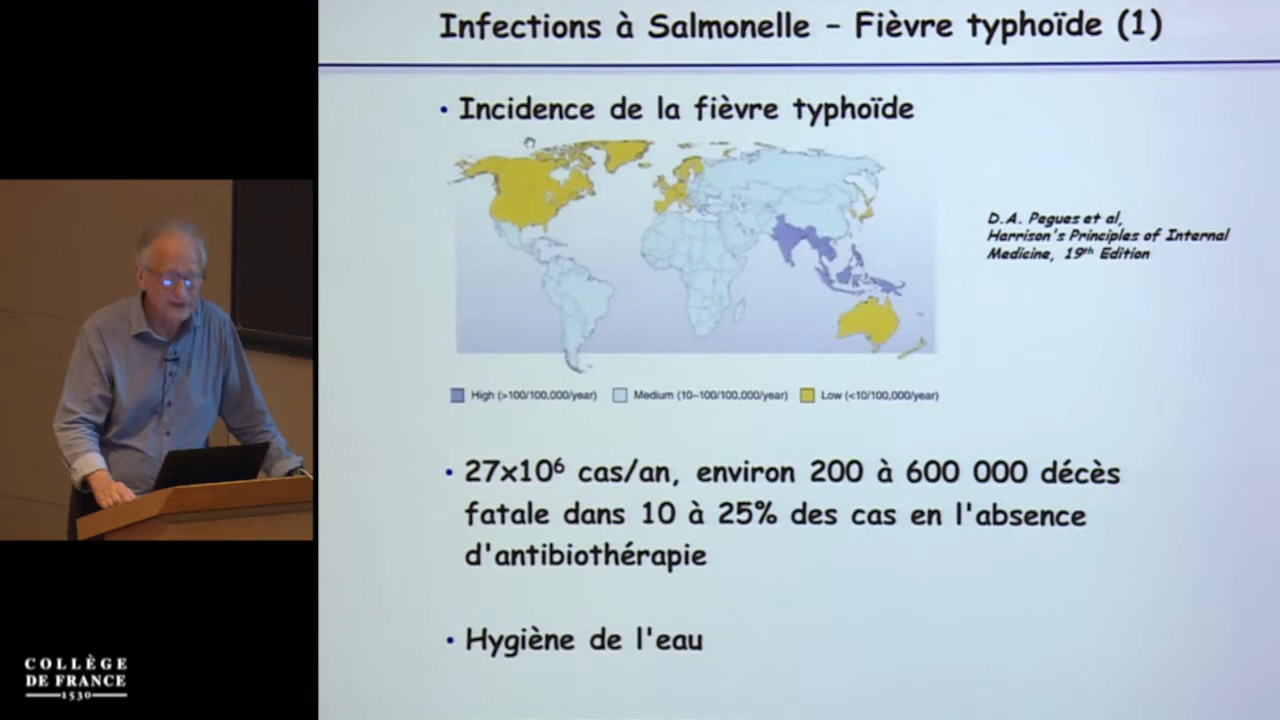 Infections à Salmonelle – Fièvre typhoïde (1)
• Incidence de la fièvre typhoïde
D.A. Pegues et al,
Harrison's Principles of Internal
Medicine, 19th Edition
High (>100/100,000/year) Medium (10–100/100,000/year) Low (<10/100,000/year)
• 27x10⁶ cas/an, environ 200 à 600 000 décès
fatale dans 10 à 25% des cas en l'absence
d'antibiothérapie
• Hygiène de l'eau
COLLÈGE
DE FRANCE
1530